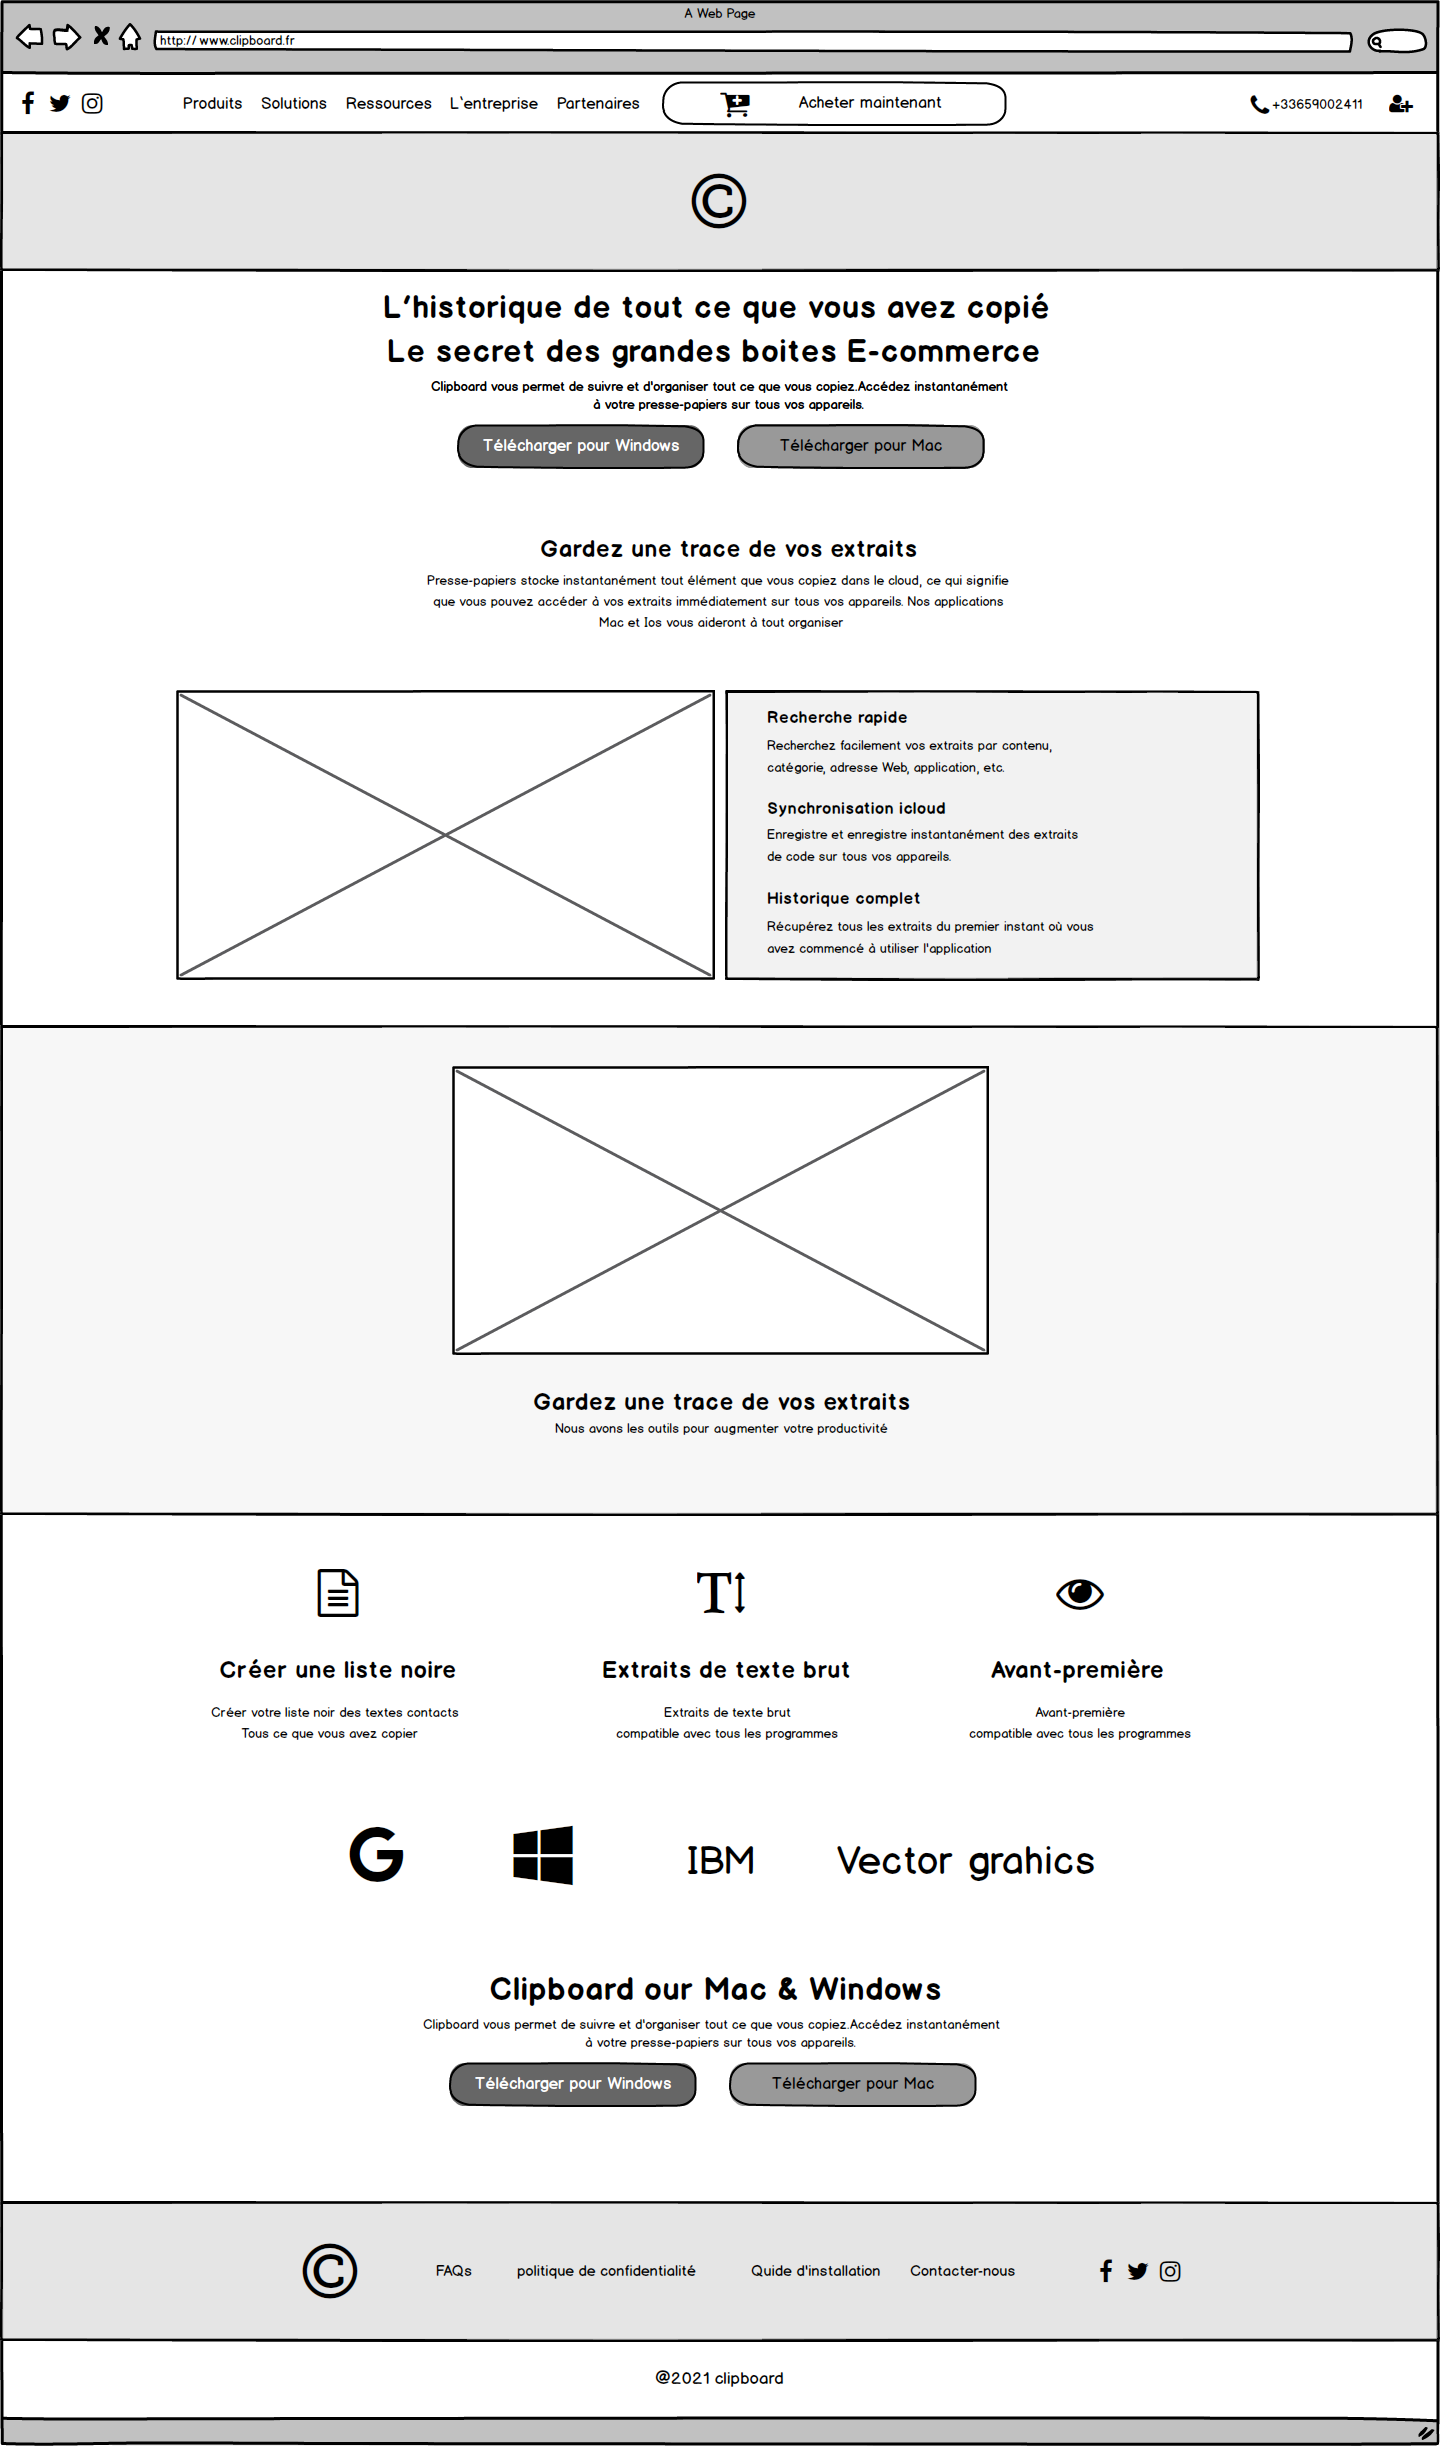 A Web Page
http:// www.clipboard.fr
Produits Solutions Ressources L`entreprise Partenaires Acheter maintenant +33659002411
©
L’historique de tout ce que vous avez copié
Le secret des grandes boites E-commerce
Clipboard vous permet de suivre et d'organiser tout ce que vous copiez.Accédez instantanément
à votre presse-papiers sur tous vos appareils.
Télécharger pour Windows Télécharger pour Mac
Gardez une trace de vos extraits
Presse-papiers stocke instantanément tout élément que vous copiez dans le cloud, ce qui signifie
que vous pouvez accéder à vos extraits immédiatement sur tous vos appareils. Nos applications
Mac et Ios vous aideront à tout organiser
Recherche rapide
Recherchez facilement vos extraits par contenu,
catégorie, adresse Web, application, etc.
Synchronisation icloud
Enregistre et enregistre instantanément des extraits
de code sur tous vos appareils.
Historique complet
Récupérez tous les extraits du premier instant où vous
avez commencé à utiliser l'application
Gardez une trace de vos extraits
Nous avons les outils pour augmenter votre productivité
Créer une liste noire
Créer votre liste noir des textes contacts
Tous ce que vous avez copier
Extraits de texte brut
Extraits de texte brut
compatible avec tous les programmes
Avant-première
Avant-première
compatible avec tous les programmes
G IBM Vector grahics
Clipboard our Mac & Windows
Clipboard vous permet de suivre et d'organiser tout ce que vous copiez.Accédez instantanément
à votre presse-papiers sur tous vos appareils.
Télécharger pour Windows Télécharger pour Mac
© FAQs politique de confidentialité Quide d'installation Contacter-nous
@2021 clipboard